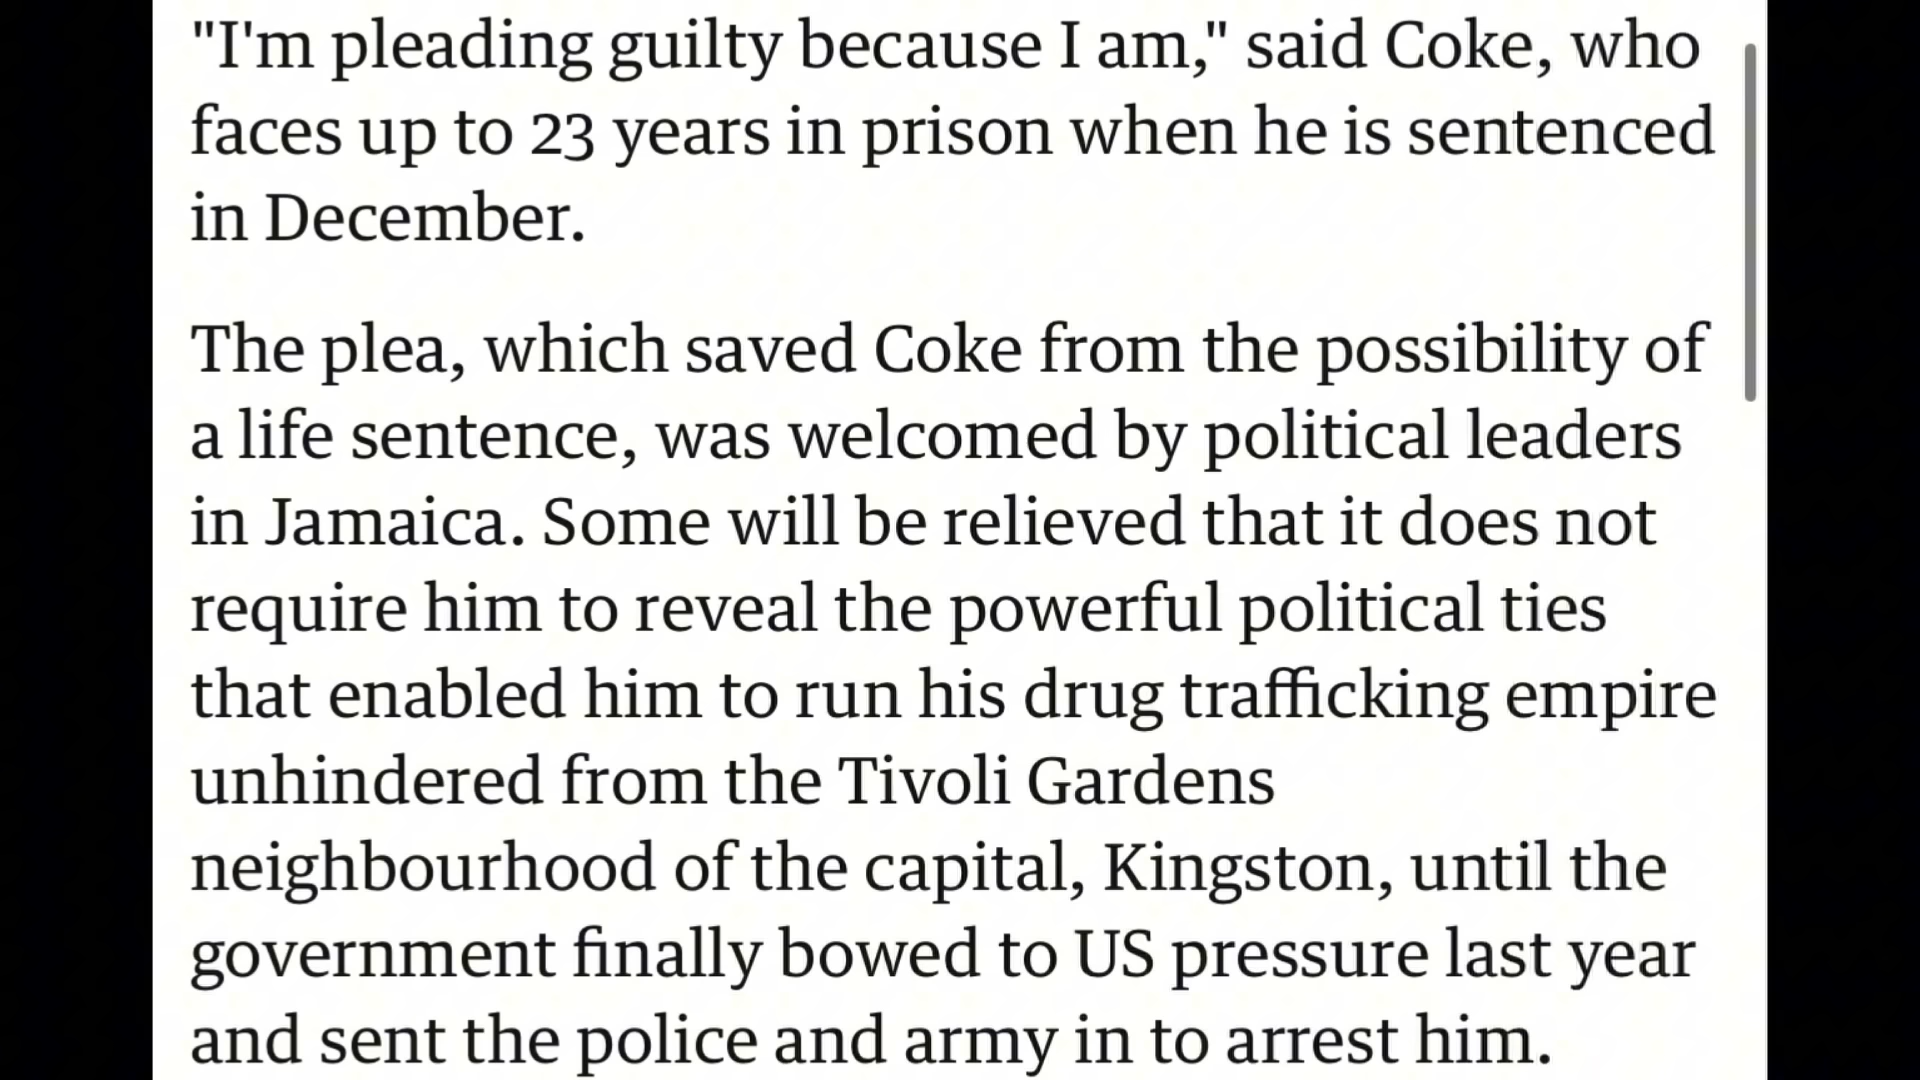 "I'm pleading guilty because I am," said Coke, who
faces up to 23 years in prison when he is sentenced
in December.
The plea, which saved Coke from the possibility of
a life sentence, was welcomed by political leaders
in Jamaica. Some will be relieved that it does not
require him to reveal the powerful political ties
that enabled him to run his drug trafficking empire
unhindered from the Tivoli Gardens
neighbourhood of the capital, Kingston, until the
government finally bowed to US pressure last year
and sent the police and army in to arrest him.